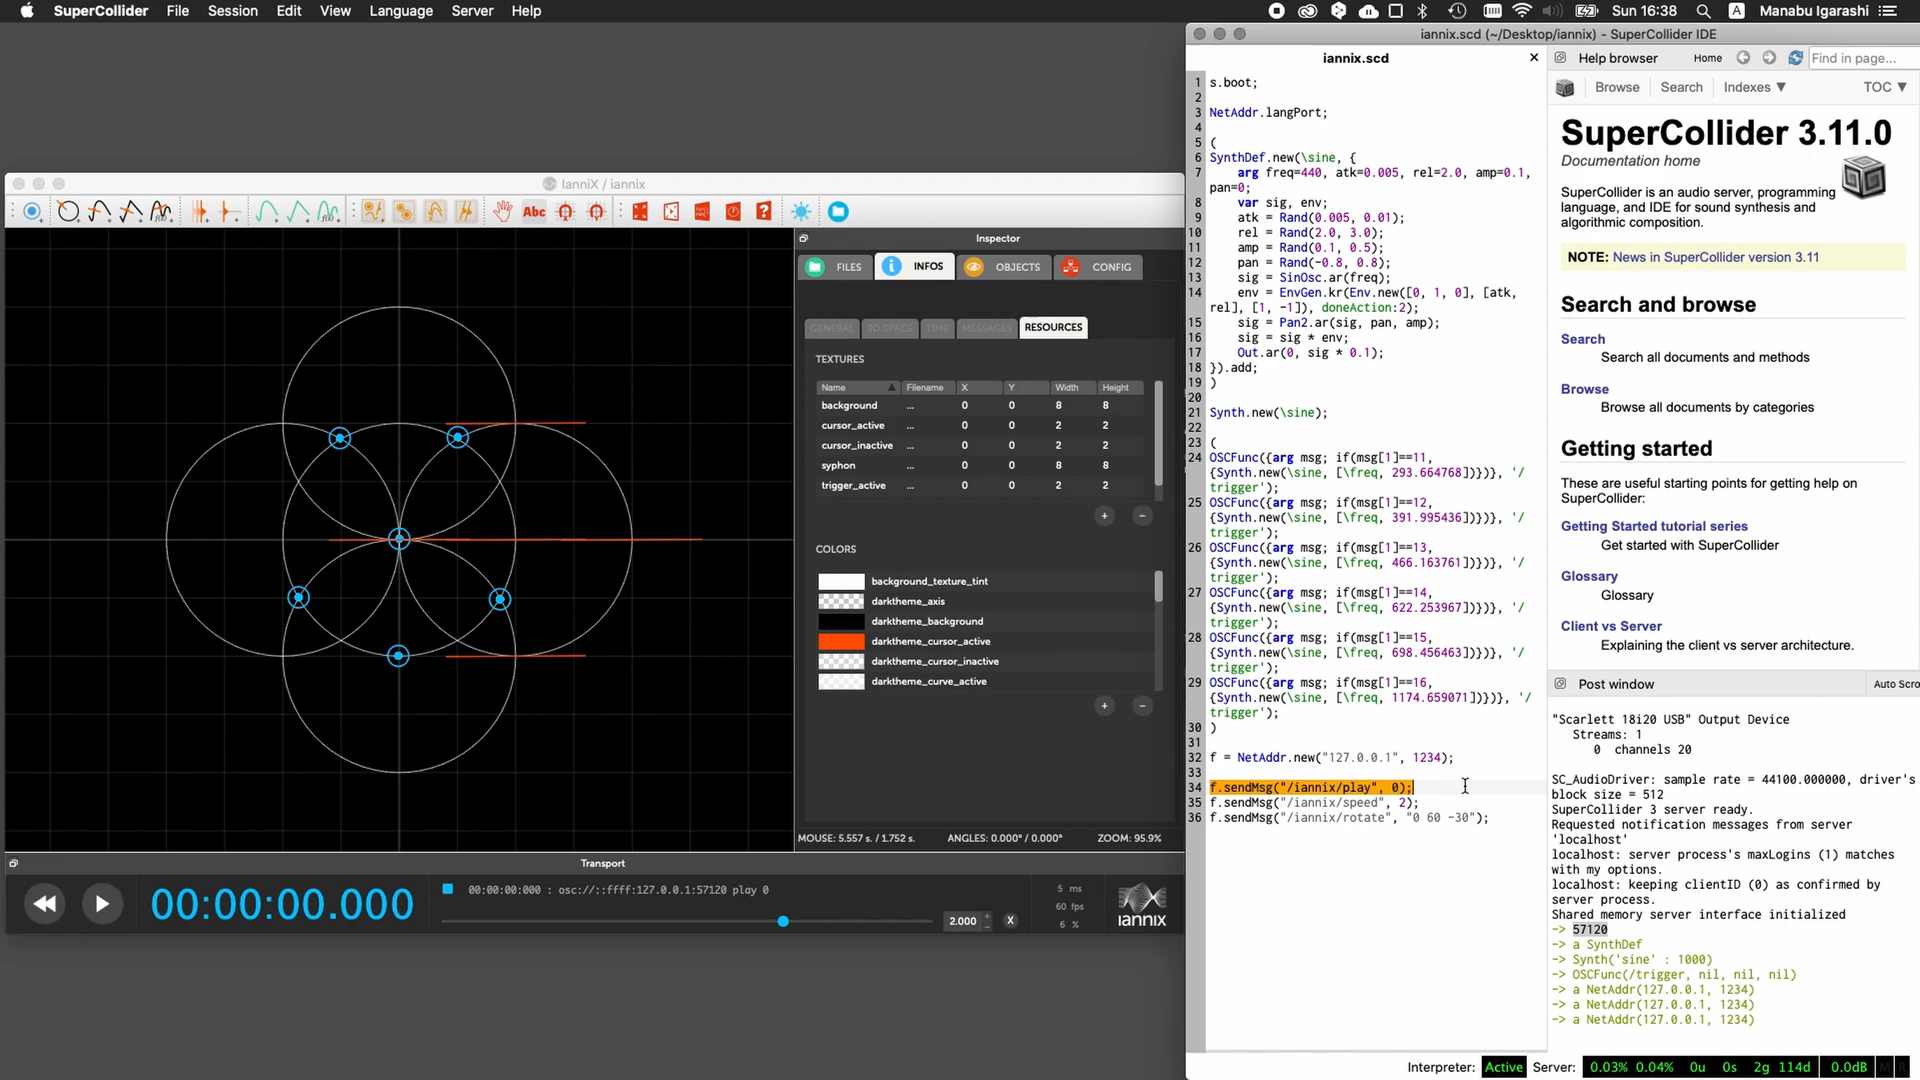 SuperCollider File Session Edit View Language Server Help
Sun 16:38 A Manabu Igarashi
iannix.scd (~/Desktop/iannix) - SuperCollider IDE
IanniX / iannix
Abc
Inspector
FILES INFOS OBJECTS CONFIG
GENERAL 3D SPACE TIME MESSAGES RESOURCES
TEXTURES
Name Filename X Y Width Height
background ... 0 0 8 8
cursor_active ... 0 0 2 2
cursor_inactive ... 0 0 2 2
syphon ... 0 0 8 8
trigger_active ... 0 0 2 2
+ -
COLORS
background_texture_tint
darktheme_axis
darktheme_background
darktheme_cursor_active
darktheme_cursor_inactive
darktheme_curve_active
+ -
MOUSE: 5.557 s. / 1.752 s. ANGLES: 0.000° / 0.000° ZOOM: 95.9%
Transport
00:00:00.000
00:00:00:000 : osc://::ffff:127.0.0.1:57120 play 0
2.000 X
5 ms
60 fps
6 %
iannix
iannix.scd
1 s.boot;
2
3 NetAddr.langPort;
4
5 (
6 SynthDef.new(\sine, {
7 arg freq=440, atk=0.005, rel=2.0, amp=0.1,
pan=0;
8 var sig, env;
9 atk = Rand(0.005, 0.01);
10 rel = Rand(2.0, 3.0);
11 amp = Rand(0.1, 0.5);
12 pan = Rand(-0.8, 0.8);
13 sig = SinOsc.ar(freq);
14 env = EnvGen.kr(Env.new([0, 1, 0], [atk,
rel], [1, -1]), doneAction:2);
15 sig = Pan2.ar(sig, pan, amp);
16 sig = sig * env;
17 Out.ar(0, sig * 0.1);
18 }).add;
19 )
20
21 Synth.new(\sine);
22
23 (
24 OSCFunc({arg msg; if(msg[1]==11,
{Synth.new(\sine, [\freq, 293.664768])})}, '/
trigger');
25 OSCFunc({arg msg; if(msg[1]==12,
{Synth.new(\sine, [\freq, 391.995436])})}, '/
trigger');
26 OSCFunc({arg msg; if(msg[1]==13,
{Synth.new(\sine, [\freq, 466.163761])})}, '/
trigger');
27 OSCFunc({arg msg; if(msg[1]==14,
{Synth.new(\sine, [\freq, 622.253967])})}, '/
trigger');
28 OSCFunc({arg msg; if(msg[1]==15,
{Synth.new(\sine, [\freq, 698.456463])})}, '/
trigger');
29 OSCFunc({arg msg; if(msg[1]==16,
{Synth.new(\sine, [\freq, 1174.659071])})}, '/
trigger');
30 )
31
32 f = NetAddr.new("127.0.0.1", 1234);
33
34 f.sendMsg("/iannix/play", 0);
35 f.sendMsg("/iannix/speed", 2);
36 f.sendMsg("/iannix/rotate", "0 60 -30");
Help browser Home Find in page...
Browse Search Indexes ▼ TOC ▼
SuperCollider 3.11.0
Documentation home
SuperCollider is an audio server, programming
language, and IDE for sound synthesis and
algorithmic composition.
NOTE: News in SuperCollider version 3.11
Search and browse
Search
Search all documents and methods
Browse
Browse all documents by categories
Getting started
These are useful starting points for getting help on
SuperCollider:
Getting Started tutorial series
Get started with SuperCollider
Glossary
Glossary
Client vs Server
Explaining the client vs server architecture.
Post window Auto Scro
"Scarlett 18i20 USB" Output Device
Streams: 1
0 channels 20
SC_AudioDriver: sample rate = 44100.000000, driver's
block size = 512
SuperCollider 3 server ready.
Requested notification messages from server
'localhost'
localhost: server process's maxLogins (1) matches
with my options.
localhost: keeping clientID (0) as confirmed by
server process.
Shared memory server interface initialized
-> 57120
-> a SynthDef
-> Synth('sine' : 1000)
-> OSCFunc(/trigger, nil, nil, nil)
-> a NetAddr(127.0.0.1, 1234)
-> a NetAddr(127.0.0.1, 1234)
-> a NetAddr(127.0.0.1, 1234)
Interpreter: Active Server: 0.03% 0.04% 0u 0s 2g 114d 0.0dB M R